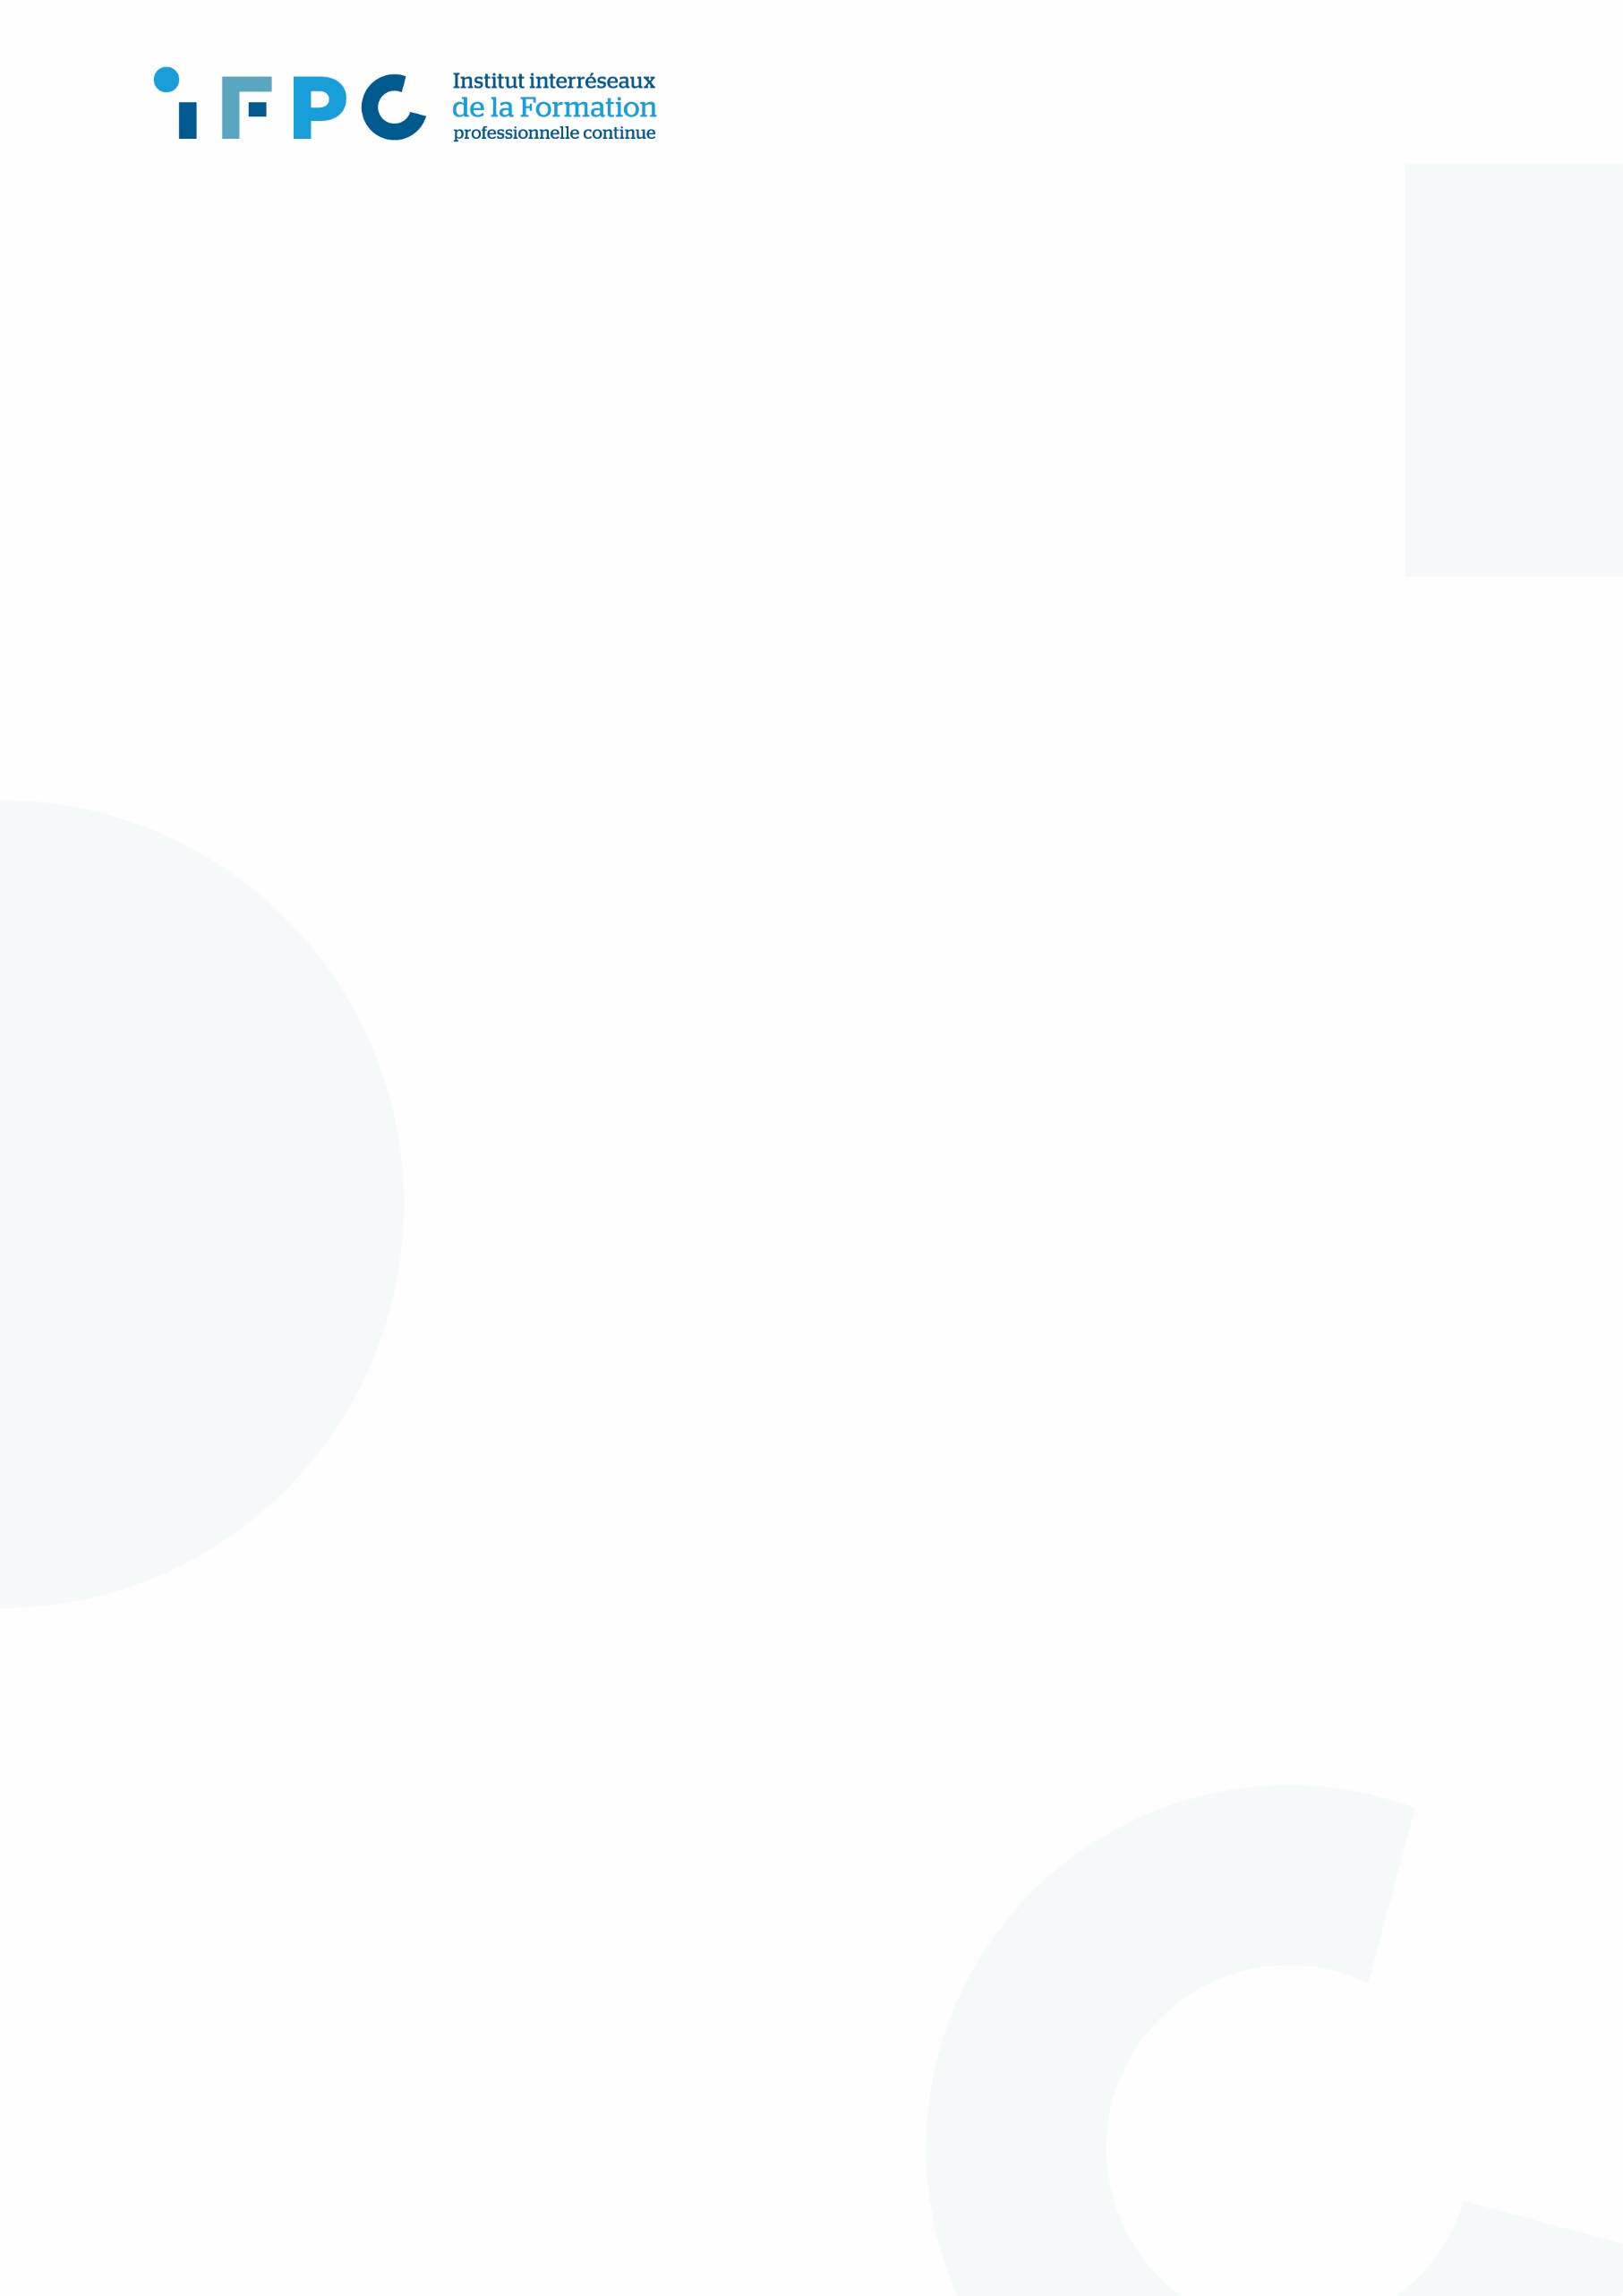 iFPC
Institut interréseaux
de la Formation
professionnelle continue